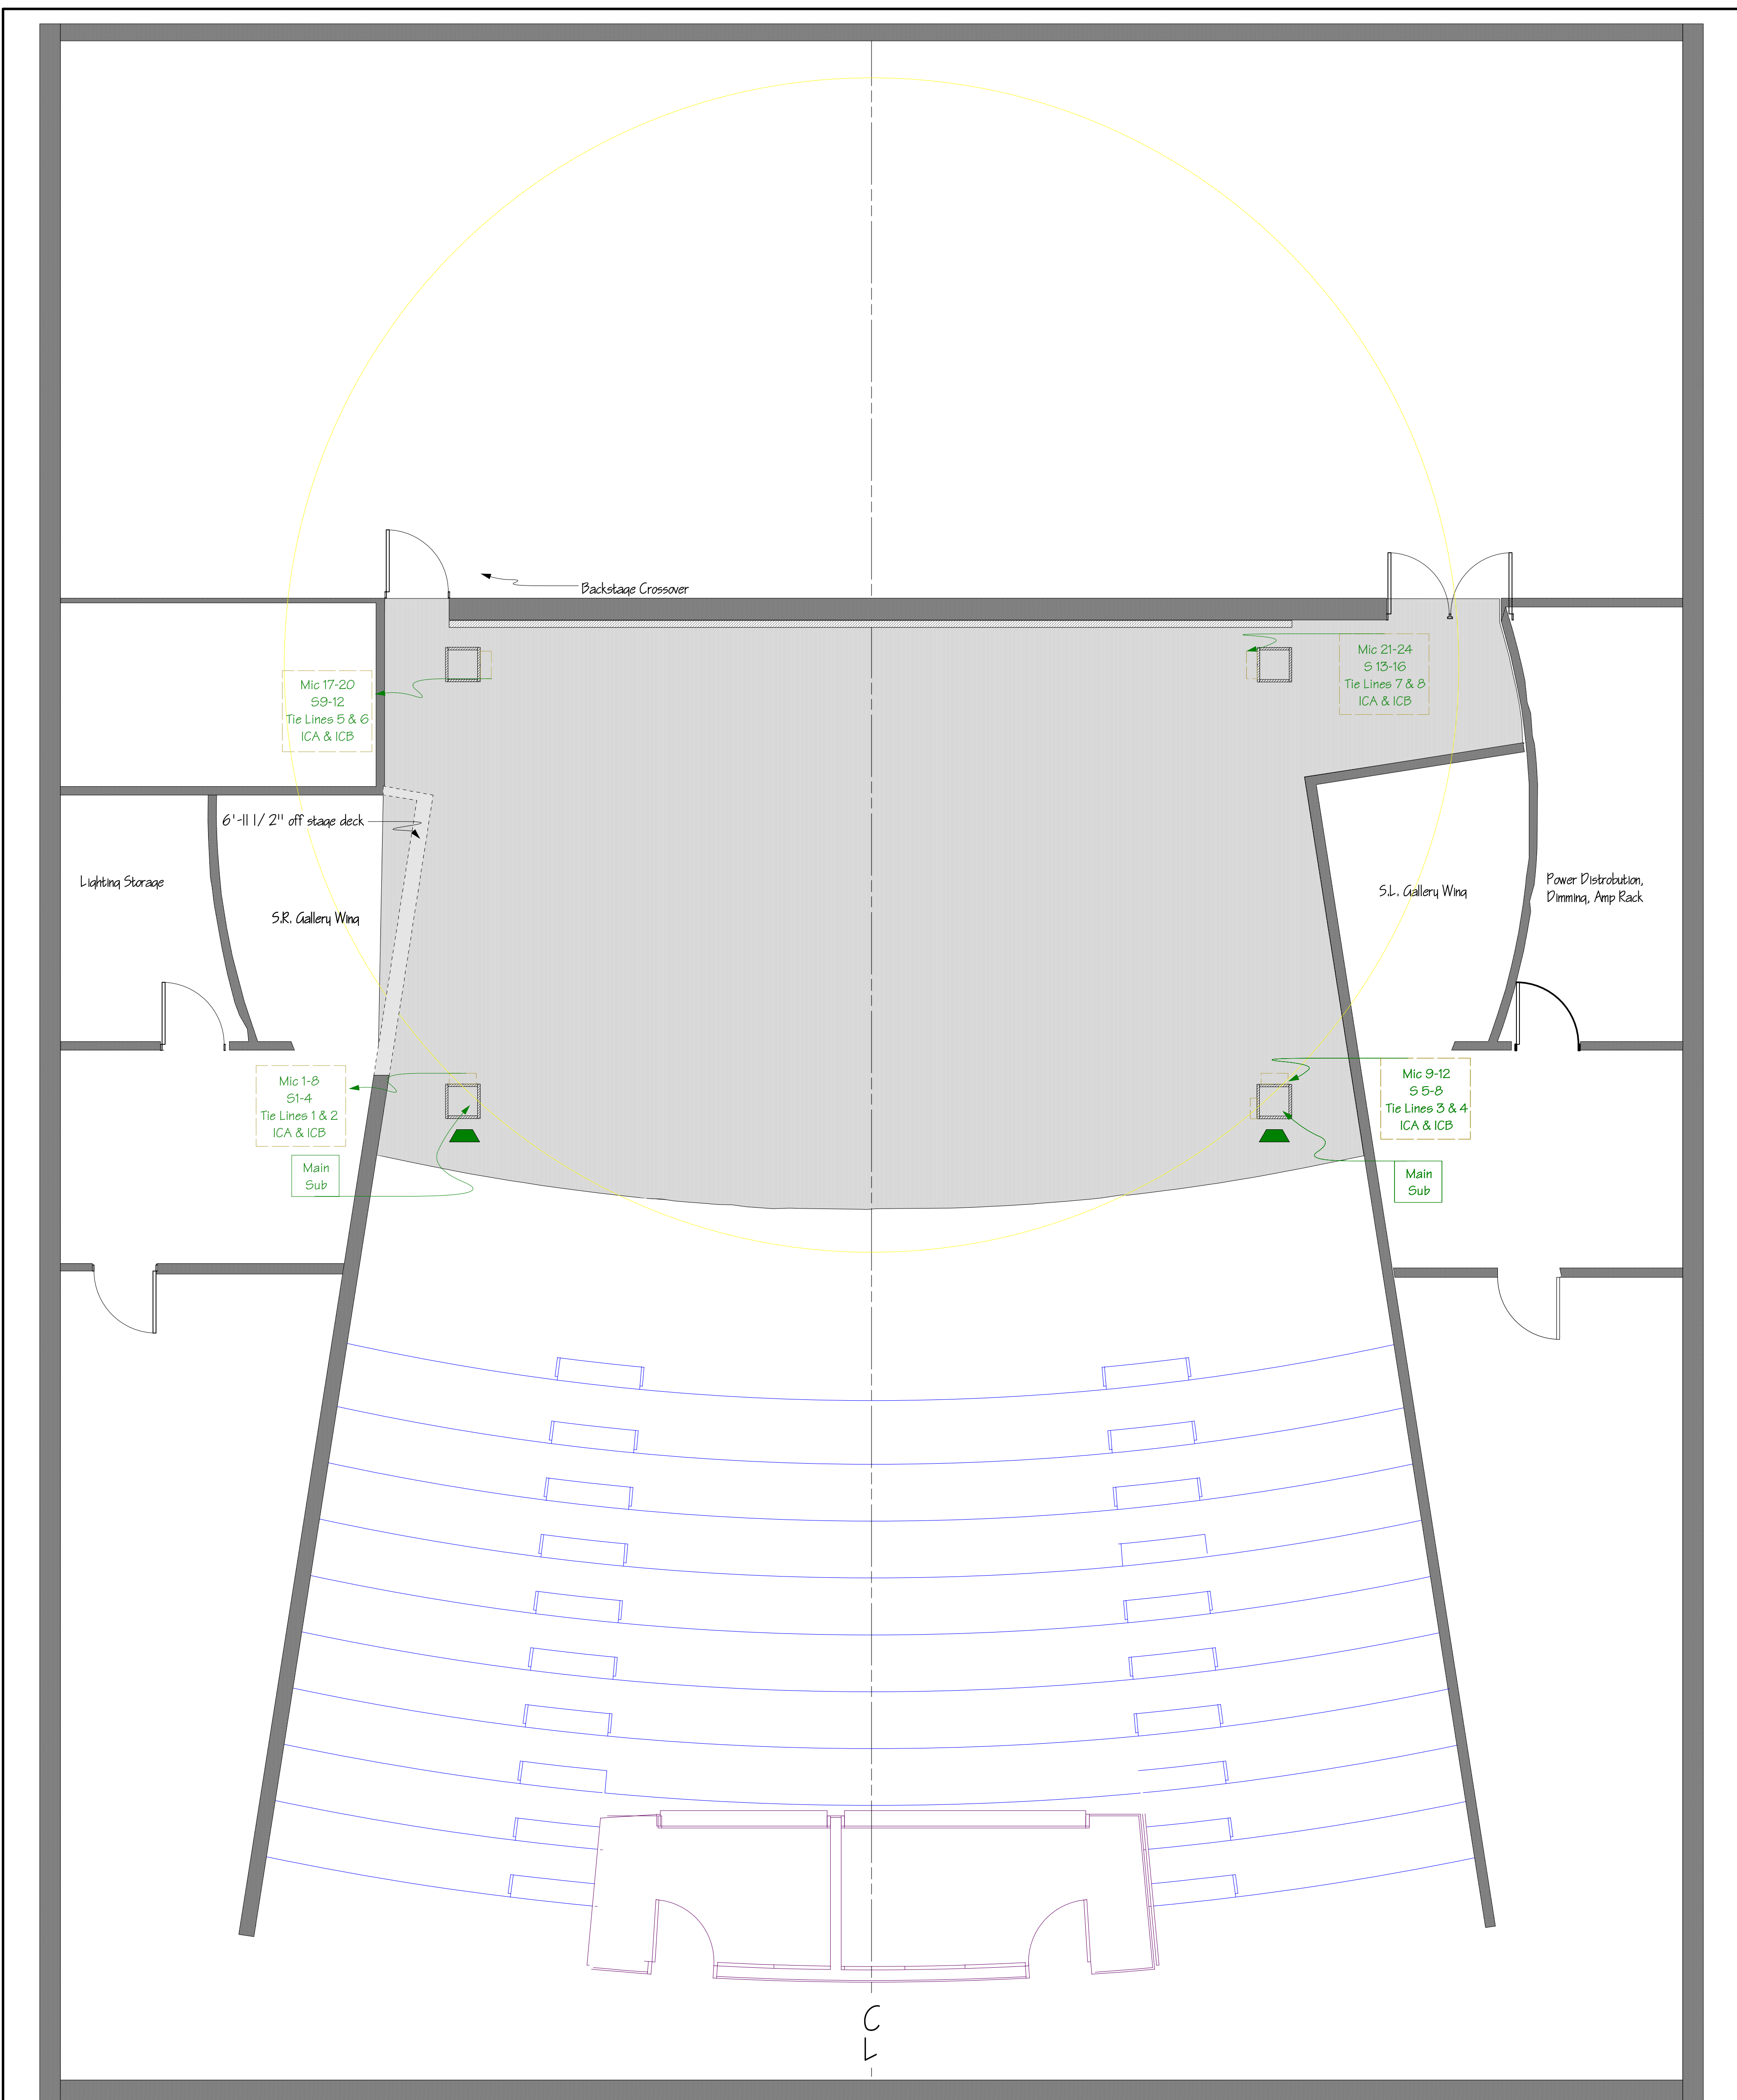 Backstage Crossover
Mic 17-20
S9-12
Tie Lines 5 & 6
ICA & ICB
Mic 21-24
S 13-16
Tie Lines 7 & 8
ICA & ICB
6'-11 1/2" off stage deck
Lighting Storage
S.R. Gallery Wing
S.L. Gallery Wing
Power Distrobution,
Dimming, Amp Rack
Mic 1-8
S1-4
Tie Lines 1 & 2
ICA & ICB
Main
Sub
Mic 9-12
S 5-8
Tie Lines 3 & 4
ICA & ICB
Main
Sub
C
L